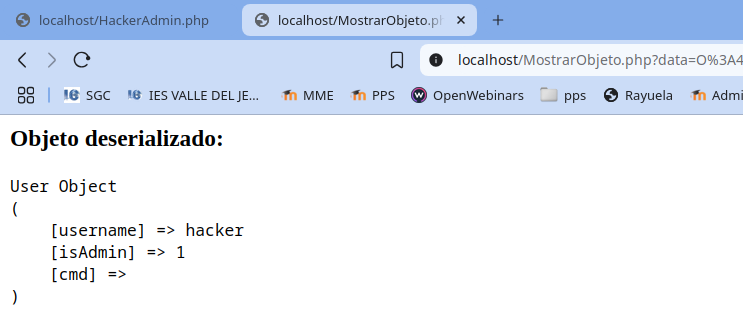 localhost/HackerAdmin.php
localhost/MostrarObjeto.p
localhost/MostrarObjeto.php?data=O%3A4
SGC
IES VALLE DEL JE...
MME
PPS
OpenWebinars
pps
Rayuela
Admi
Objeto deserializado:
User Object
(
[username] => hacker
[isAdmin] => 1
[cmd] =>
)